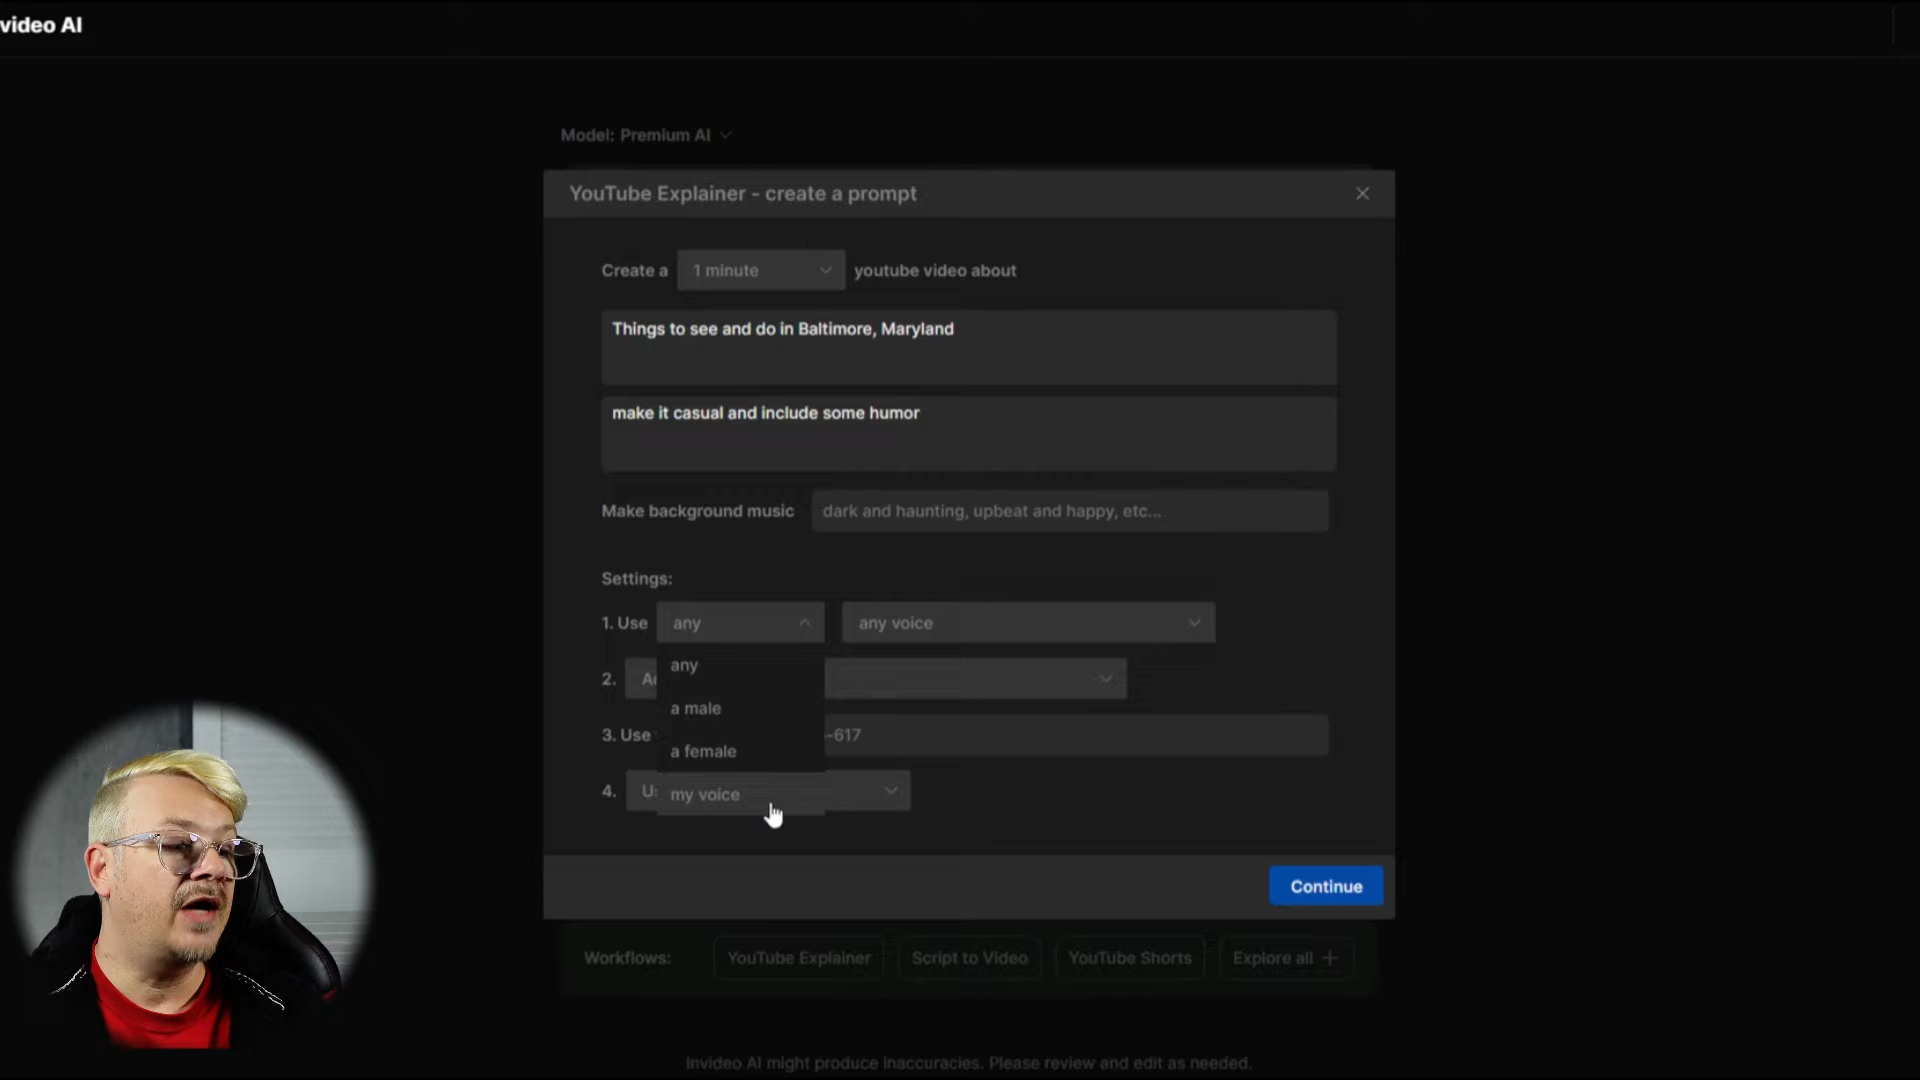 video AI
Model: Premium AI
YouTube Explainer - create a prompt
Create a 1 minute youtube video about
Things to see and do in Baltimore, Maryland
make it casual and include some humor
Make background music dark and haunting, upbeat and happy, etc...
Settings:
1. Use any any voice
any
2.
a male
3. Use -617
a female
4.
my voice
Continue
Workflows: YouTube Explainer Script to Video YouTube Shorts Explore all +
Invideo AI might produce inaccuracies. Please review and edit as needed.